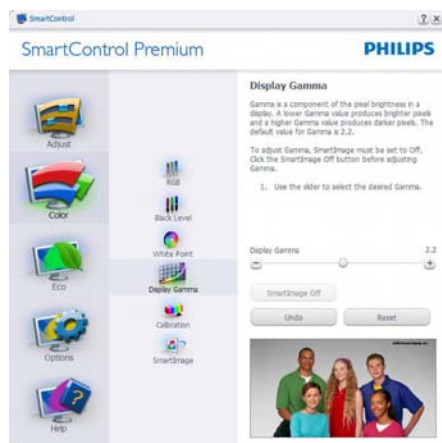 SmartControl
SmartControl Premium
PHILIPS
Adjust
Color
Eco
Options
Help
RGB
Black Level
White Point
Display Gamma
Calibration
SmartImage
Display Gamma
Gamma is a component of the pixel brightness in a
display. A lower Gamma value produces brighter pixels
and a higher Gamma value produces darker pixels. The
default value for Gamma is 2.2.
To adjust Gamma, SmartImage must be set to Off.
Click the SmartImage Off button before adjusting
Gamma.
1. Use the slider to select the desired Gamma.
Display Gamma 2.2
SmartImage Off
Undo Reset